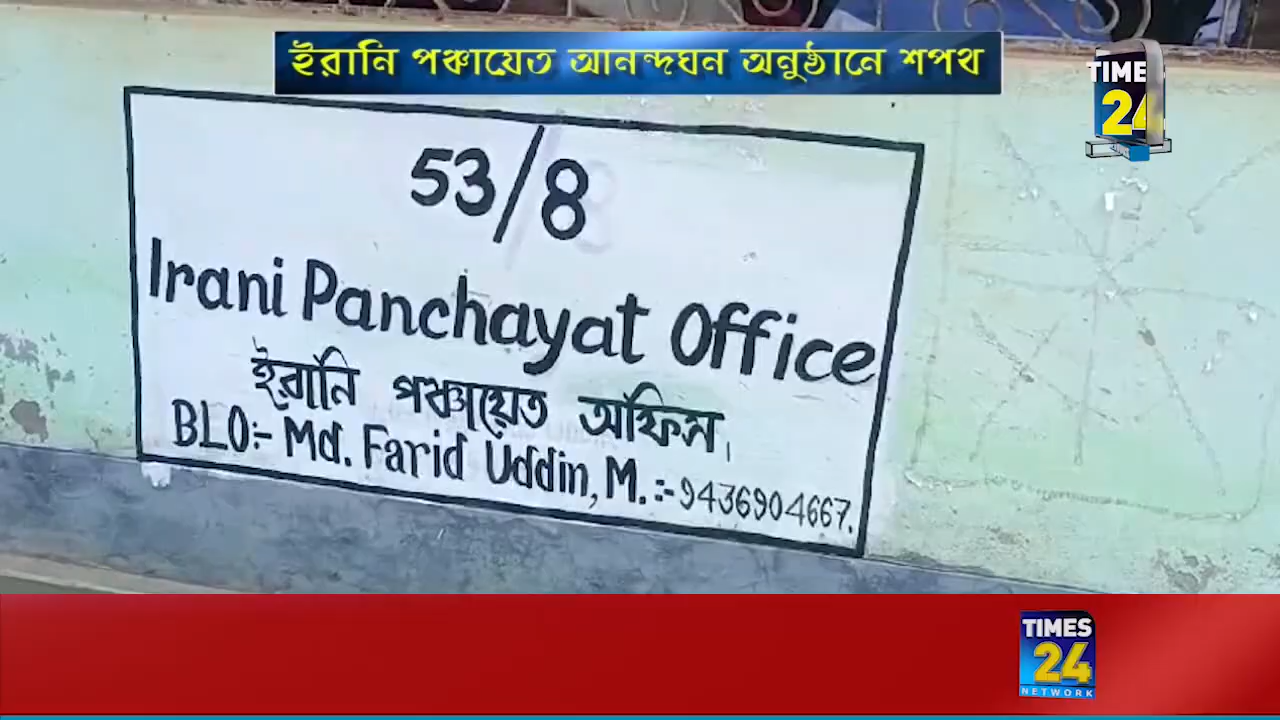 ইরানি পঞ্চায়েত আনন্দঘন অনুষ্ঠানে শপথ
TIME
24
53/8
Irani Panchayat Office
ইরানি পঞ্চায়েত অফিস।
BLO:- Md. Farid Uddin, M. :- 9436904667.
TIMES
24
NETWORK